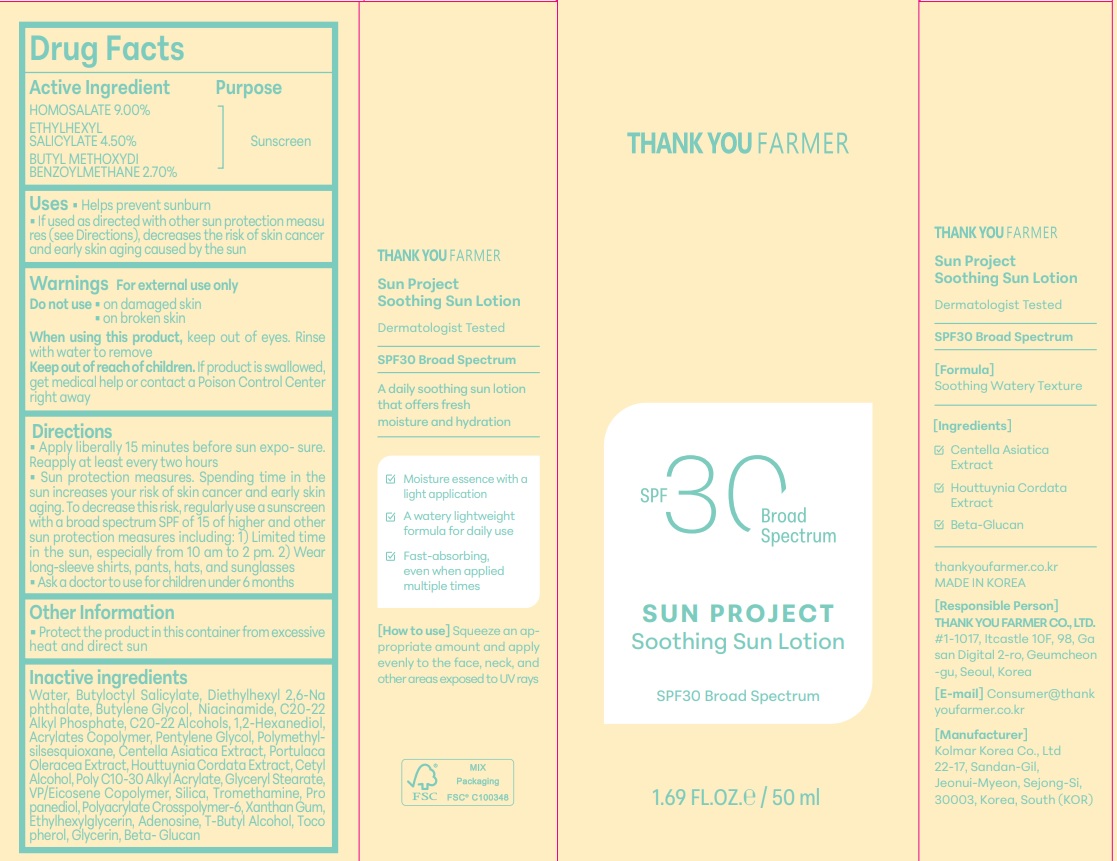 Drug Facts
Active Ingredient Purpose
HOMOSALATE 9.00%
ETHYLHEXYL
SALICYLATE 4.50%
Sunscreen
BUTYL METHOXYDI
BENZOYLMETHANE 2.70%
Uses ▪ Helps prevent sunburn
▪ If used as directed with other sun protection measu
res (see Directions), decreases the risk of skin cancer
and early skin aging caused by the sun
Warnings For external use only
Do not use ▪ on damaged skin
▪ on broken skin
When using this product, keep out of eyes. Rinse
with water to remove
Keep out of reach of children. If product is swallowed,
get medical help or contact a Poison Control Center
right away
Directions
▪ Apply liberally 15 minutes before sun expo- sure.
Reapply at least every two hours
▪ Sun protection measures. Spending time in the
sun increases your risk of skin cancer and early skin
aging. To decrease this risk, regularly use a sunscreen
with a broad spectrum SPF of 15 of higher and other
sun protection measures including: 1) Limited time
in the sun, especially from 10 am to 2 pm. 2) Wear
long-sleeve shirts, pants, hats, and sunglasses
▪ Ask a doctor to use for children under 6 months
Other Information
▪ Protect the product in this container from excessive
heat and direct sun
Inactive ingredients
Water, Butyloctyl Salicylate, Diethylhexyl 2,6-Na
phthalate, Butylene Glycol, Niacinamide, C20-22
Alkyl Phosphate, C20-22 Alcohols, 1,2-Hexanediol,
Acrylates Copolymer, Pentylene Glycol, Polymethyl-
silsesquioxane, Centella Asiatica Extract, Portulaca
Oleracea Extract, Houttuynia Cordata Extract, Cetyl
Alcohol, Poly C10-30 Alkyl Acrylate, Glyceryl Stearate,
VP/Eicosene Copolymer, Silica, Tromethamine, Pro
panediol, Polyacrylate Crosspolymer-6, Xanthan Gum,
Ethylhexylglycerin, Adenosine, T-Butyl Alcohol, Toco
pherol, Glycerin, Beta- Glucan
THANK YOU FARMER
Sun Project
Soothing Sun Lotion
Dermatologist Tested
SPF30 Broad Spectrum
A daily soothing sun lotion
that offers fresh
moisture and hydration
Moisture essence with a
light application
A watery lightweight
formula for daily use
Fast-absorbing,
even when applied
multiple times
[How to use] Squeeze an ap-
propriate amount and apply
evenly to the face, neck, and
other areas exposed to UV rays
FSC
MIX
Packaging
FSC® C100348
THANK YOU FARMER
SPF 30
Broad
Spectrum
SUN PROJECT
Soothing Sun Lotion
SPF30 Broad Spectrum
1.69 FL.OZ.℮ / 50 ml
THANK YOU FARMER
Sun Project
Soothing Sun Lotion
Dermatologist Tested
SPF30 Broad Spectrum
[Formula]
Soothing Watery Texture
[Ingredients]
Centella Asiatica
Extract
Houttuynia Cordata
Extract
Beta-Glucan
thankyoufarmer.co.kr
MADE IN KOREA
[Responsible Person]
THANK YOU FARMER CO., LTD.
#1-1017, Itcastle 10F, 98, Ga
san Digital 2-ro, Geumcheon
-gu, Seoul, Korea
[E-mail] Consumer@thank
youfarmer.co.kr
[Manufacturer]
Kolmar Korea Co., Ltd
22-17, Sandan-Gil,
Jeonui-Myeon, Sejong-Si,
30003, Korea, South (KOR)